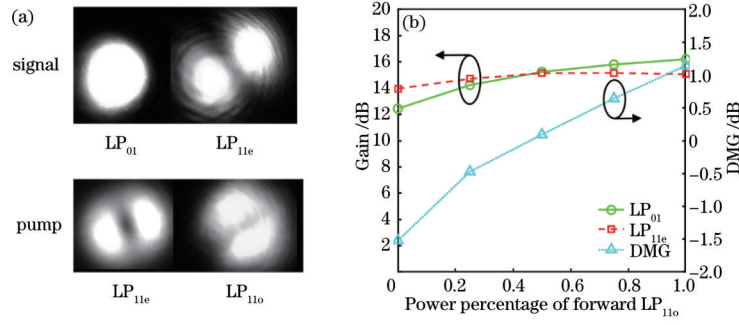 (a)
signal
LP01 LP11e
pump
LP11e LP11o
(b)
20
18
16
14
12
10
8
6
4
2
Gain /dB
2.0
1.5
1.0
0.5
0
−0.5
−1.0
−1.5
−2.0
DMG /dB
LP01
LP11e
DMG
0 0.2 0.4 0.6 0.8 1.0
Power percentage of forward LP11o